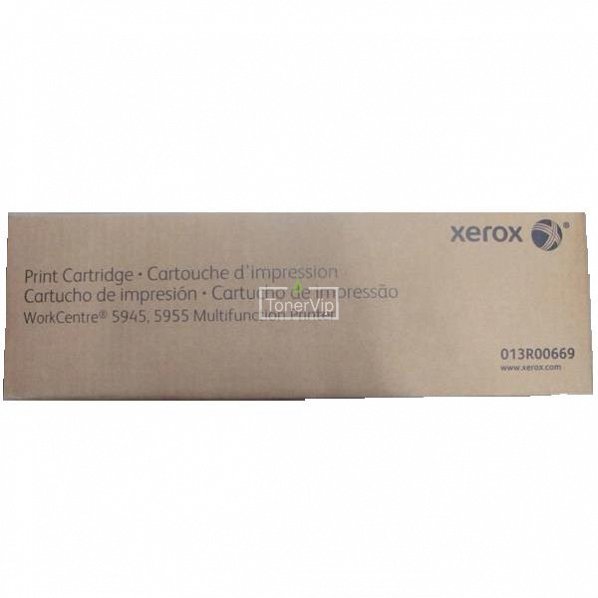 xerox
Print Cartridge • Cartouche d'impression
Cartucho de impresión • Cartucho de impressão
WorkCentre® 5945, 5955 Multifunction Printer
TonerVip
013R00669
www.xerox.com